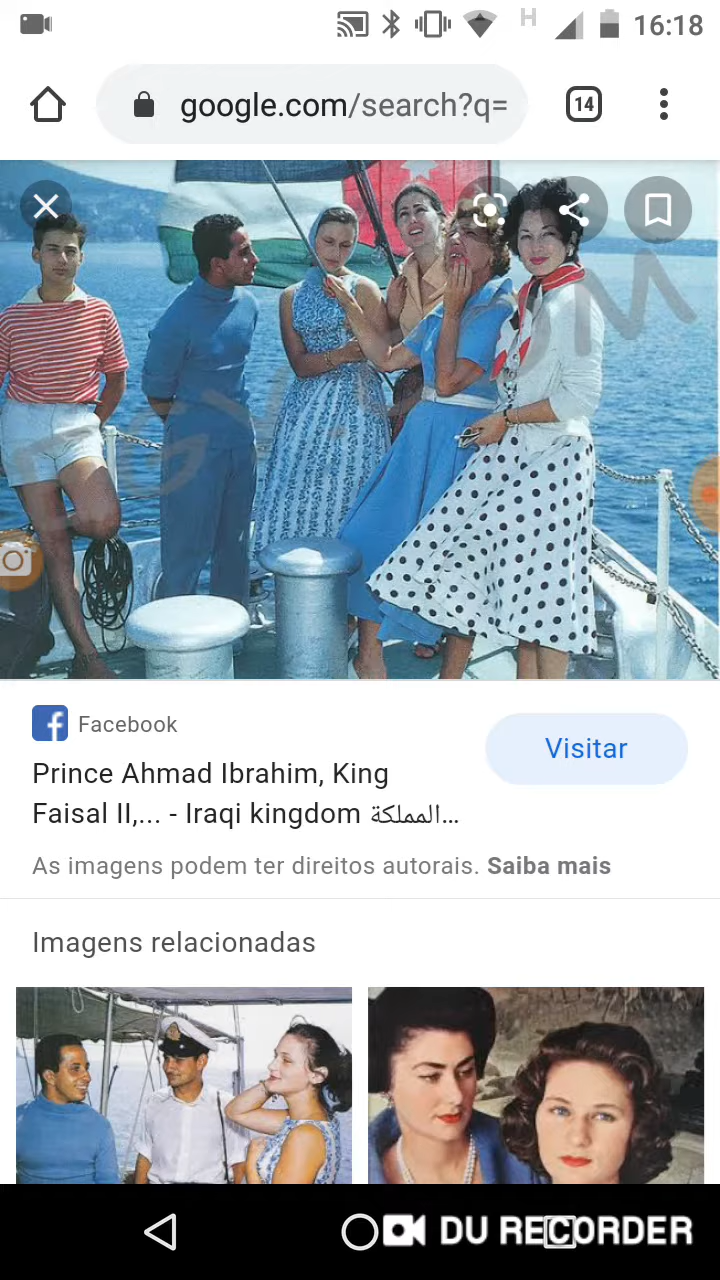 H 16:18
google.com/search?q=
14
Facebook
Visitar
Prince Ahmad Ibrahim, King
Faisal II,... - Iraqi kingdom المملكة...
As imagens podem ter direitos autorais. Saiba mais
Imagens relacionadas
DU RECORDER